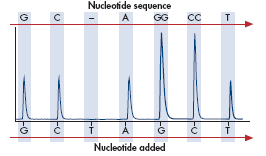 Nucleotide sequence
G C – A GG CC T
G C T A G C T
Nucleotide added